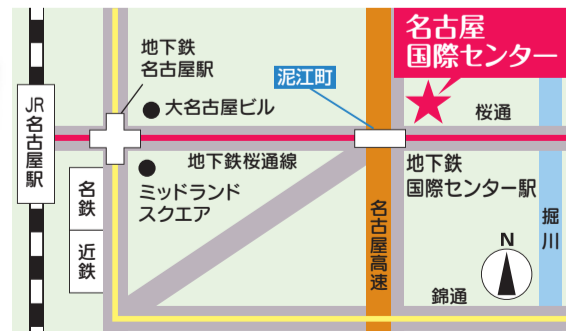 名古屋
国際センター
地下鉄
名古屋駅
泥江町
大名古屋ビル
桜通
JR名古屋駅
地下鉄桜通線
地下鉄
国際センター駅
ミッドランド
スクエア
名鉄
近鉄
名古屋高速
堀川
N
錦通